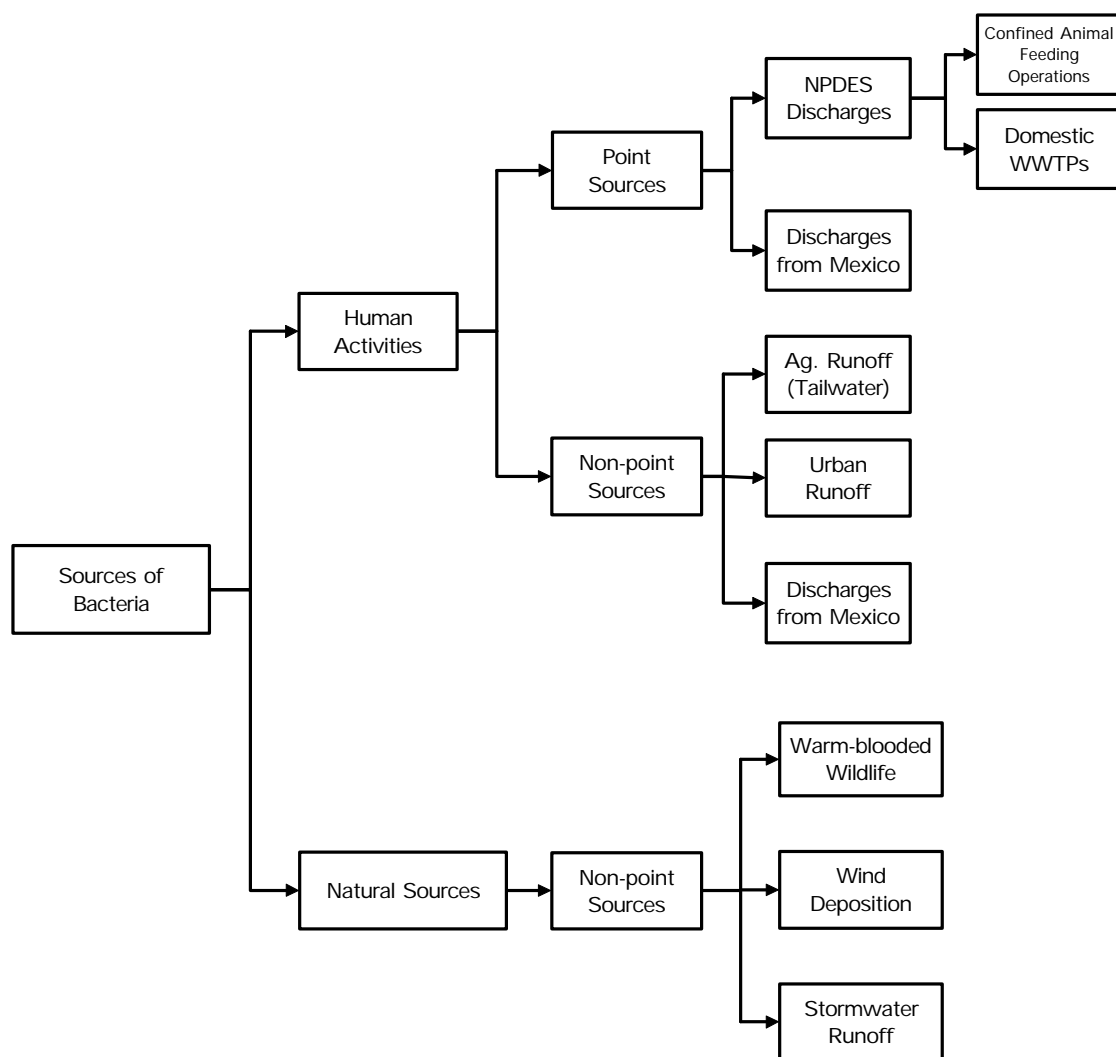 Confined Animal
Feeding
Operations
NPDES
Discharges
Domestic
WWTPs
Point
Sources
Discharges
from Mexico
Human
Activities
Ag. Runoff
(Tailwater)
Non-point
Sources
Urban
Runoff
Sources of
Bacteria
Discharges
from Mexico
Warm-blooded
Wildlife
Natural Sources
Non-point
Sources
Wind
Deposition
Stormwater
Runoff